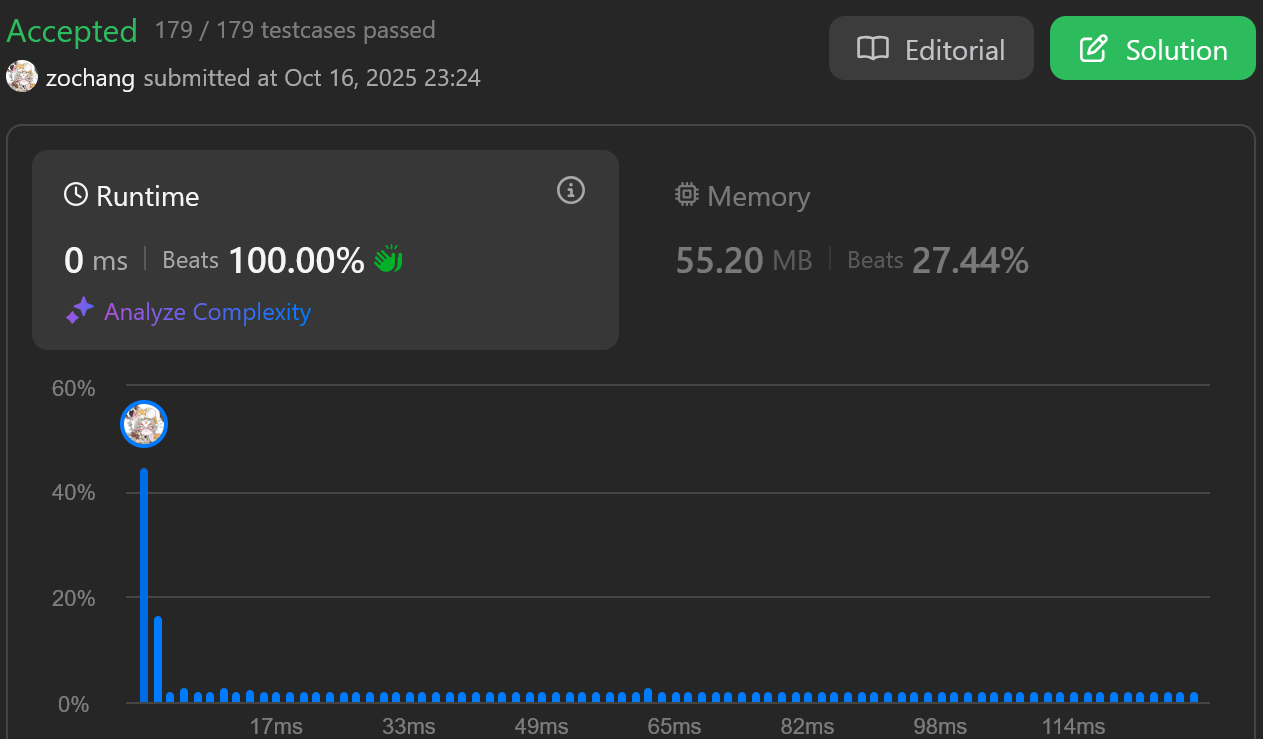 Accepted 179 / 179 testcases passed
Editorial
Solution
zochang submitted at Oct 16, 2025 23:24
Runtime
0 ms | Beats 100.00%
Analyze Complexity
Memory
55.20 MB | Beats 27.44%
60%
40%
20%
0%
17ms 33ms 49ms 65ms 82ms 98ms 114ms